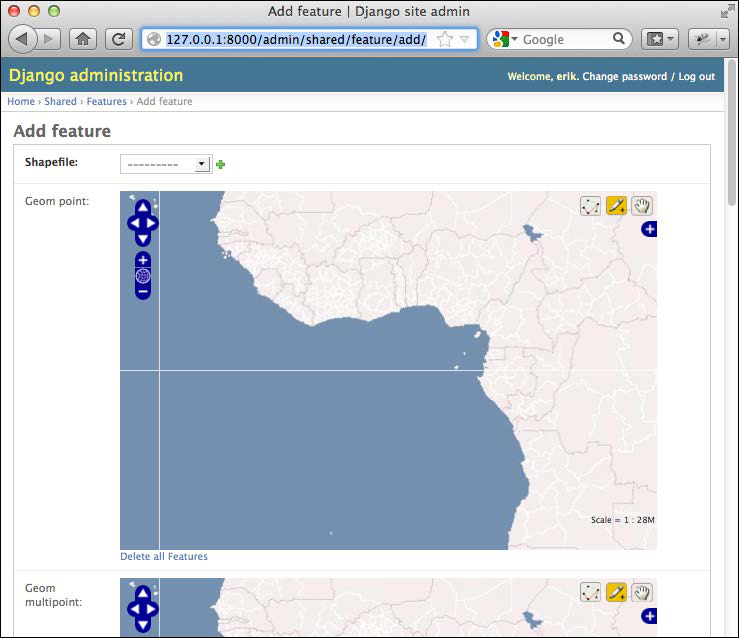 Add feature | Django site admin
127.0.0.1:8000/admin/shared/feature/add/
Google
Django administration
Welcome, erik. Change password / Log out
Home › Shared › Features › Add feature
Add feature
Shapefile:
---------
Geom point:
Scale = 1 : 28M
Delete all Features
Geom
multipoint: